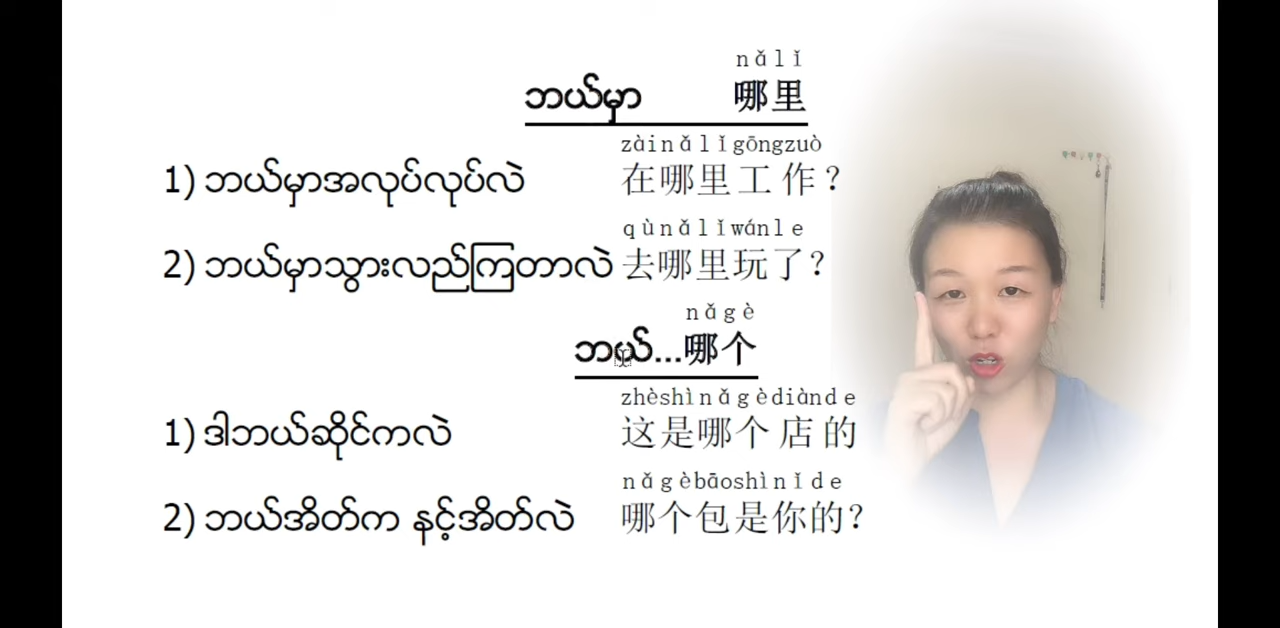 nǎlǐ
ဘယ်မှာ 哪里
zàinǎlǐgōngzuò
1) ဘယ်မှာအလုပ်လုပ်လဲ 在哪里工作？
qùnǎlǐwánle
2) ဘယ်မှာသွားလည်ကြတာလဲ 去哪里玩了？
nǎgè
ဘယ်...哪个
zhèshìnǎgèdiànde
1) ဒါဘယ်ဆိုင်ကလဲ 这是哪个店的
nǎgèbāoshìnǐde
2) ဘယ်အိတ်က နင့်အိတ်လဲ 哪个包是你的？